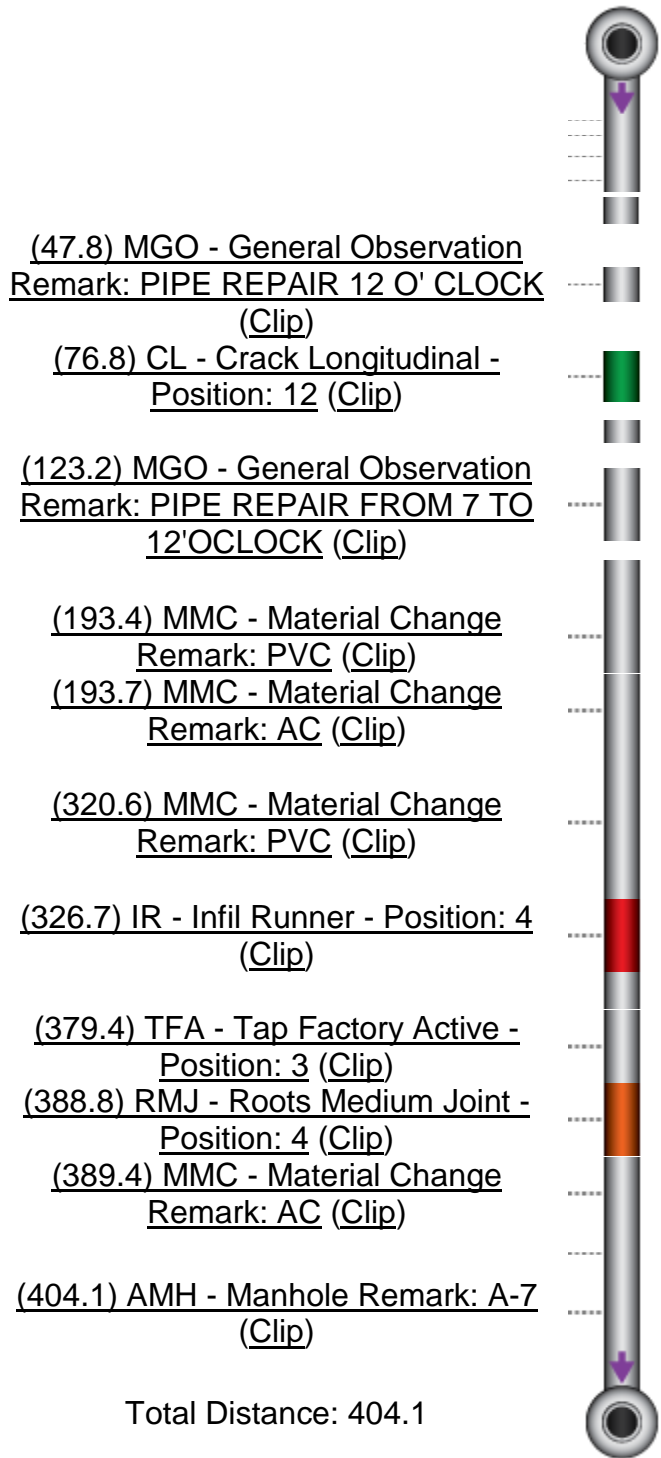 (47.8) MGO - General Observation
Remark: PIPE REPAIR 12 O' CLOCK
(Clip)
(76.8) CL - Crack Longitudinal -
Position: 12 (Clip)
(123.2) MGO - General Observation
Remark: PIPE REPAIR FROM 7 TO
12'OCLOCK (Clip)
(193.4) MMC - Material Change
Remark: PVC (Clip)
(193.7) MMC - Material Change
Remark: AC (Clip)
(320.6) MMC - Material Change
Remark: PVC (Clip)
(326.7) IR - Infil Runner - Position: 4
(Clip)
(379.4) TFA - Tap Factory Active -
Position: 3 (Clip)
(388.8) RMJ - Roots Medium Joint -
Position: 4 (Clip)
(389.4) MMC - Material Change
Remark: AC (Clip)
(404.1) AMH - Manhole Remark: A-7
(Clip)
Total Distance: 404.1